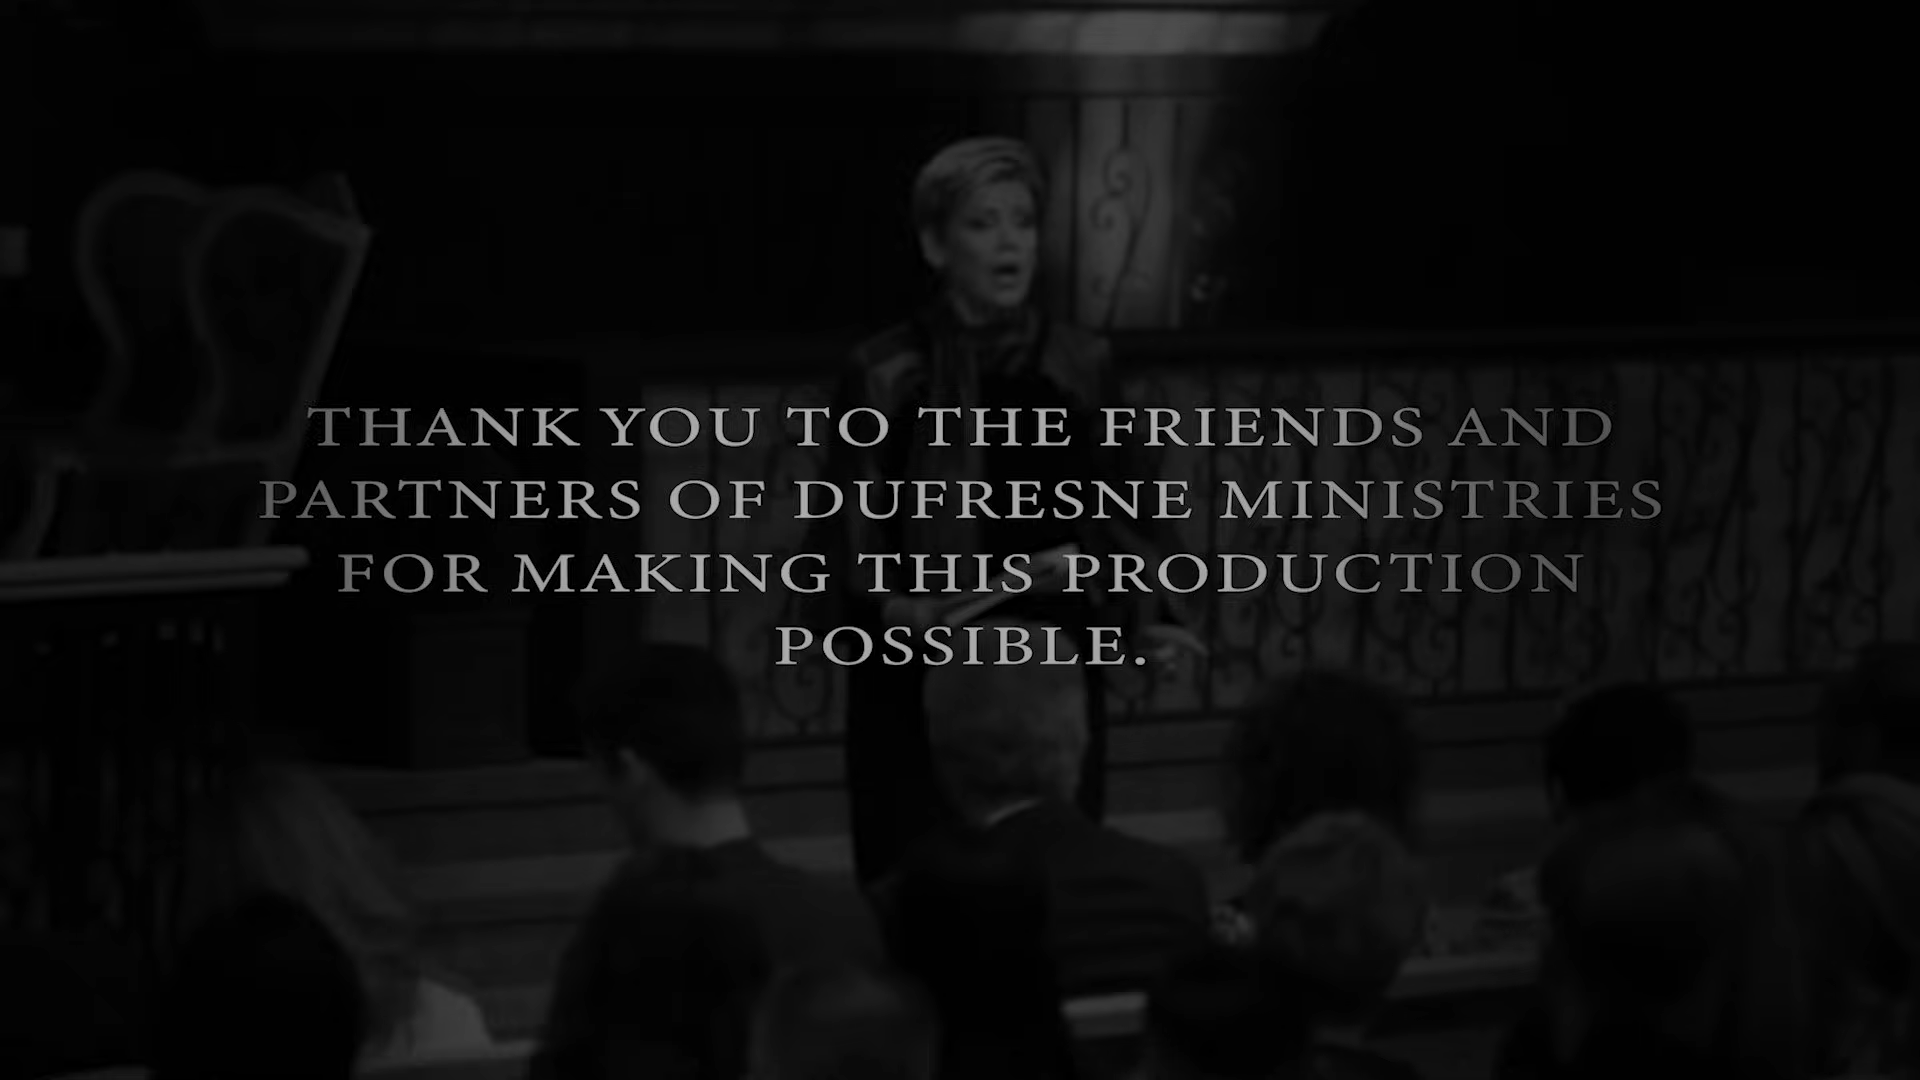 THANK YOU TO THE FRIENDS AND
PARTNERS OF DUFRESNE MINISTRIES
FOR MAKING THIS PRODUCTION
POSSIBLE.